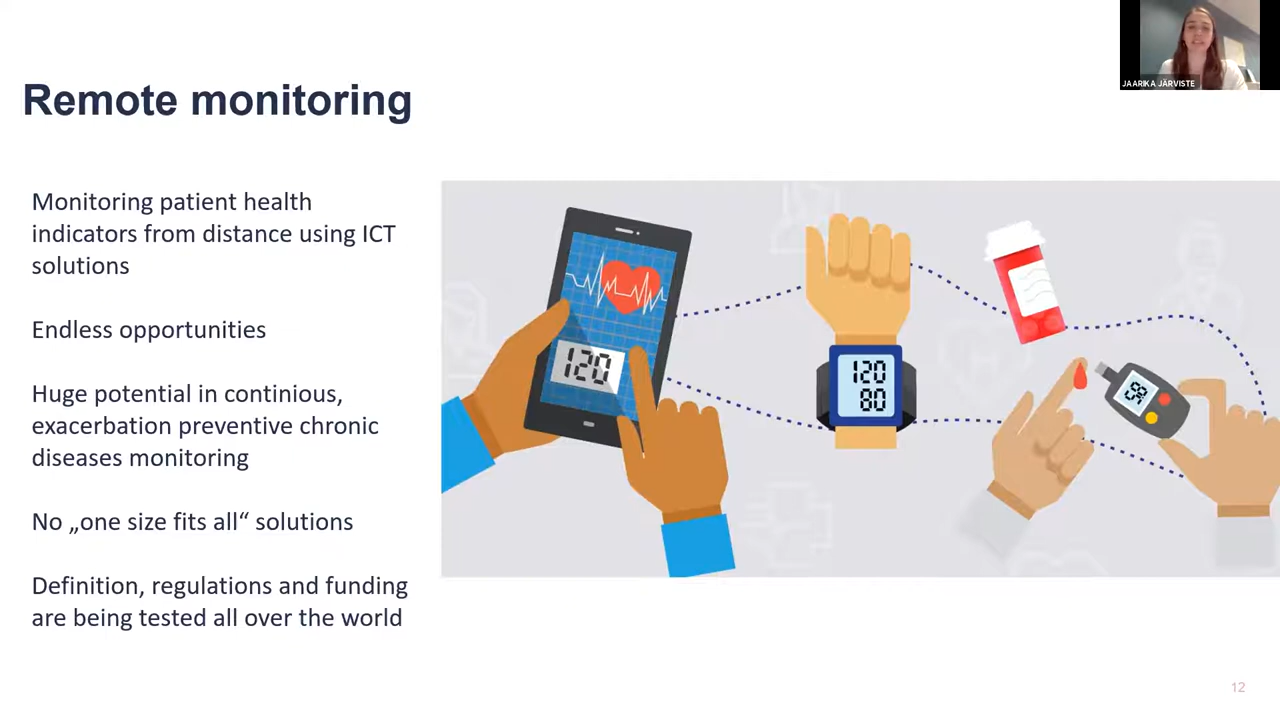 JAARIKA JÄRVISTE
Remote monitoring
Monitoring patient health
indicators from distance using ICT
solutions
Endless opportunities
Huge potential in continious,
exacerbation preventive chronic
diseases monitoring
No „one size fits all“ solutions
Definition, regulations and funding
are being tested all over the world
120
120
80
95
12